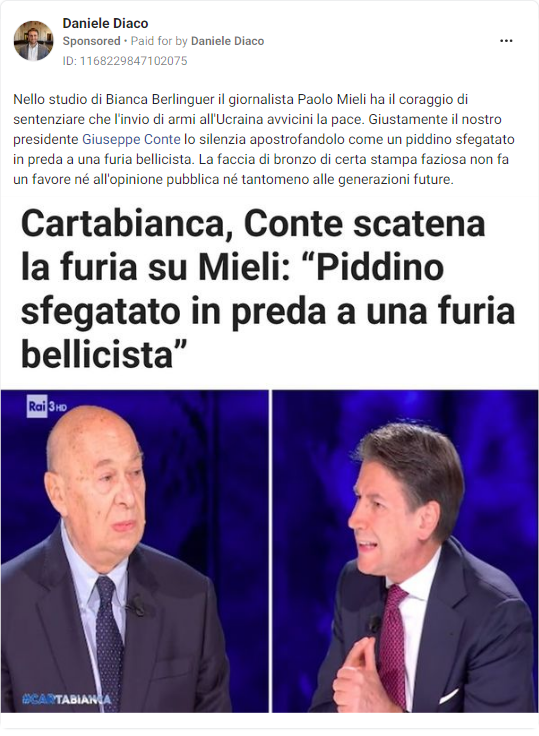 Daniele Diaco
Sponsored • Paid for by Daniele Diaco
ID: 1168229847102075
Nello studio di Bianca Berlinguer il giornalista Paolo Mieli ha il coraggio di
sentenziare che l'invio di armi all'Ucraina avvicini la pace. Giustamente il nostro
presidente Giuseppe Conte lo silenzia apostrofandolo come un piddino sfegatato
in preda a una furia bellicista. La faccia di bronzo di certa stampa faziosa non fa
un favore né all'opinione pubblica né tantomeno alle generazioni future.
Cartabianca, Conte scatena
la furia su Mieli: “Piddino
sfegatato in preda a una furia
bellicista”
Rai 3HD
#CARTABIANCA